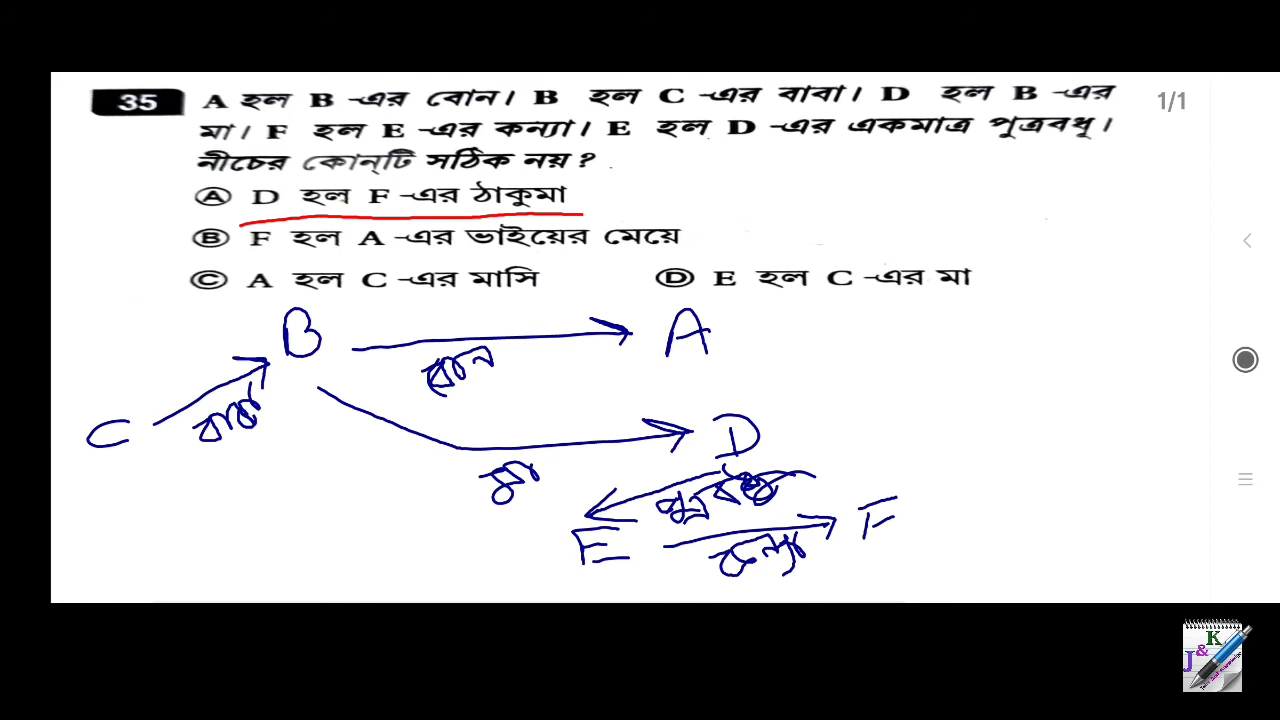 35 A হল B -এর বোন। B হল C -এর বাবা। D হল B -এর
মা। F হল E -এর কন্যা। E হল D -এর একমাত্র পুত্রবধূ।
নীচের কোন্‌টি সঠিক নয় ?
1/1
A D হল F -এর ঠাকুমা
B F হল A -এর ভাইয়ের মেয়ে
C A হল C -এর মাসি D E হল C -এর মা
B A
বোন
C বাবা
D
মা
পুত্রবধূ
E F
কন্যা
J & K